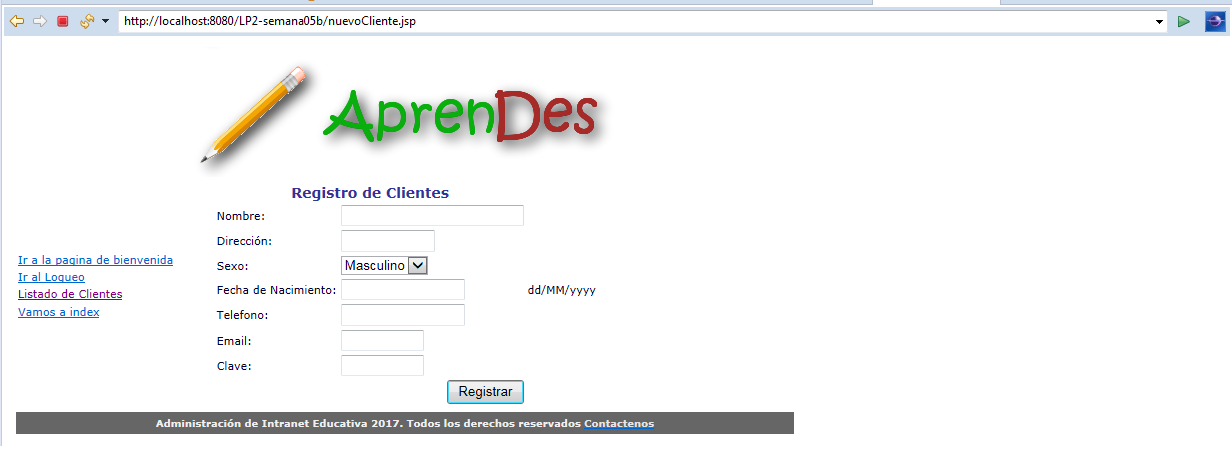 http://localhost:8080/LP2-semana05b/nuevoCliente.jsp
AprenDes
Registro de Clientes
Nombre:
Dirección:
Sexo: Masculino
Fecha de Nacimiento: dd/MM/yyyy
Telefono:
Email:
Clave:
Registrar
Ir a la pagina de bienvenida
Ir al Loqueo
Listado de Clientes
Vamos a index
Administración de Intranet Educativa 2017. Todos los derechos reservados Contactenos